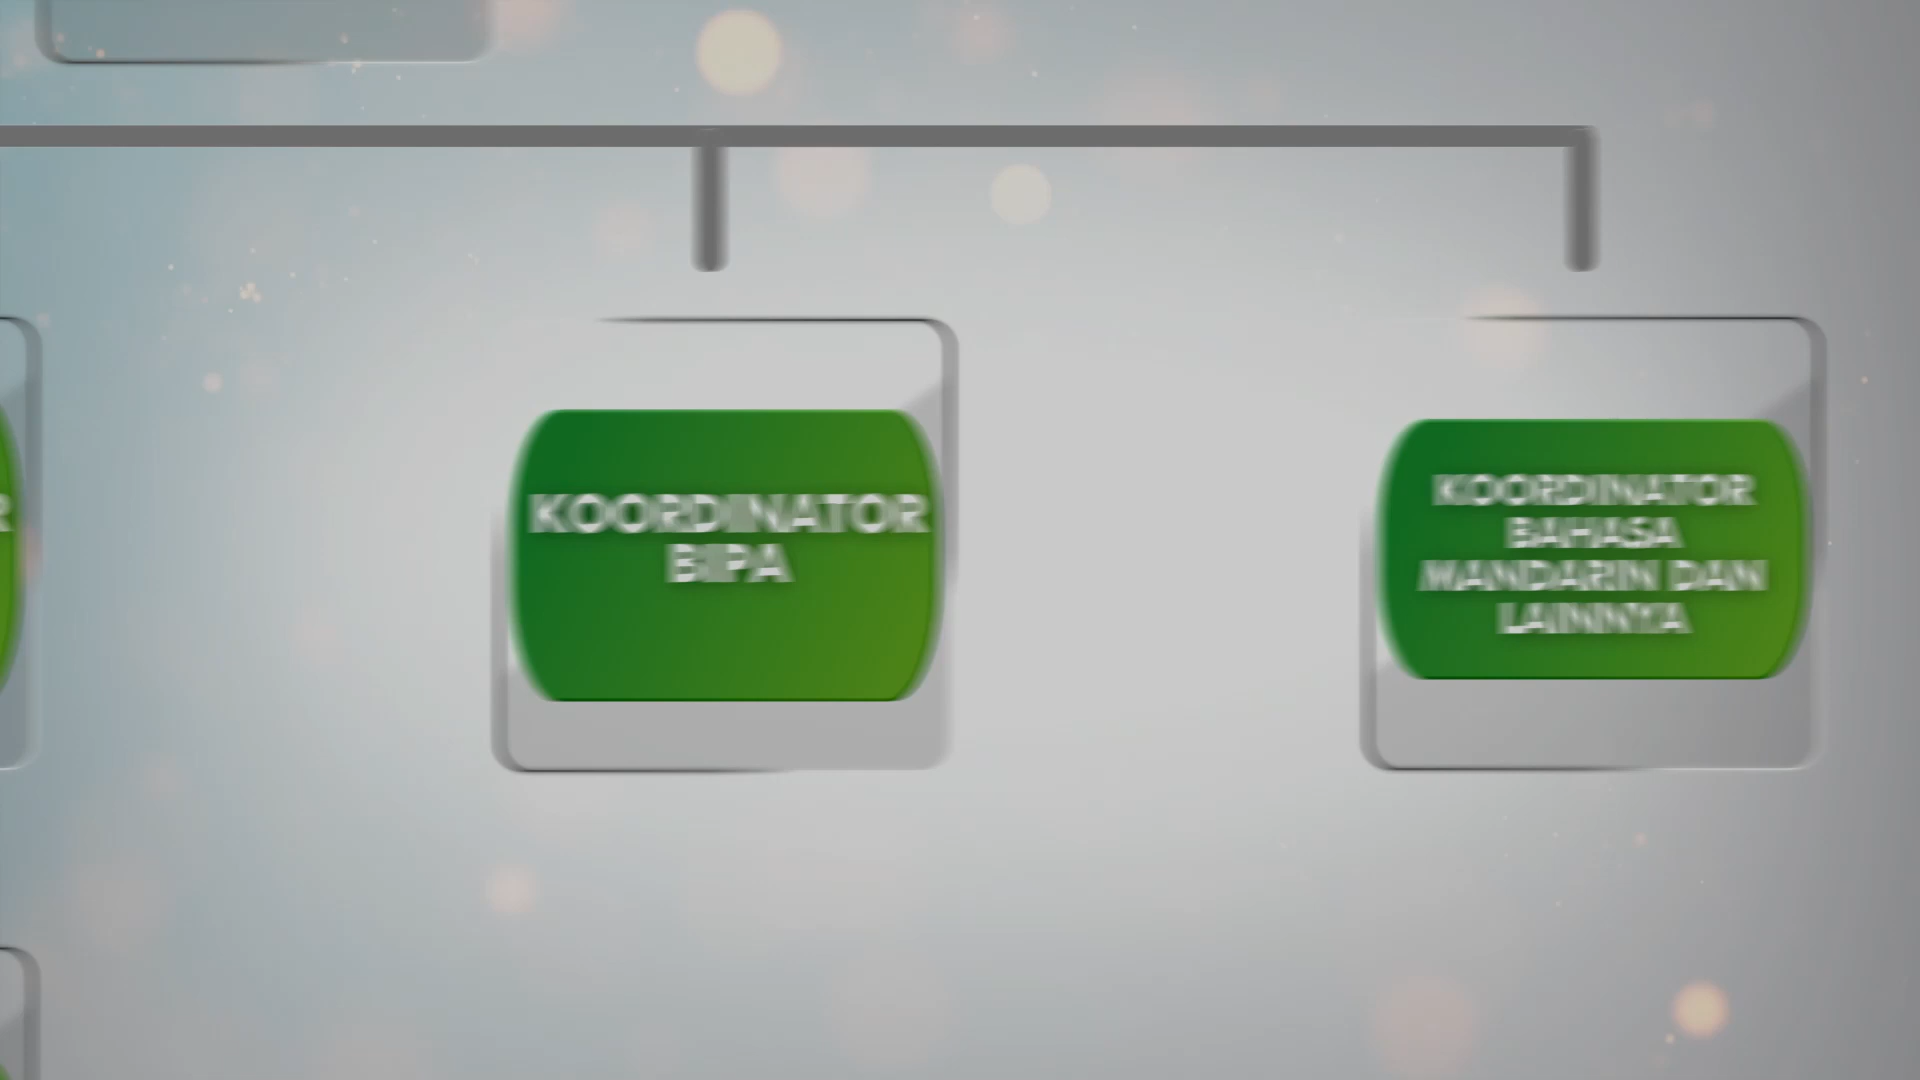 KOORDINATOR
BIPA
KOORDINATOR
BAHASA
MANDARIN DAN
LAINNYA